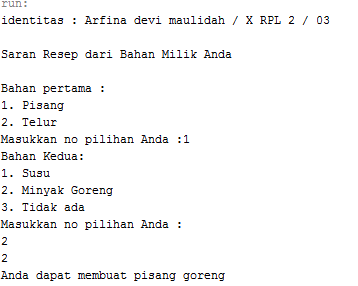 run:
identitas : Arfina devi maulidah / X RPL 2 / 03
Saran Resep dari Bahan Milik Anda
Bahan pertama :
1. Pisang
2. Telur
Masukkan no pilihan Anda :1
Bahan Kedua:
1. Susu
2. Minyak Goreng
3. Tidak ada
Masukkan no pilihan Anda :
2
2
Anda dapat membuat pisang goreng